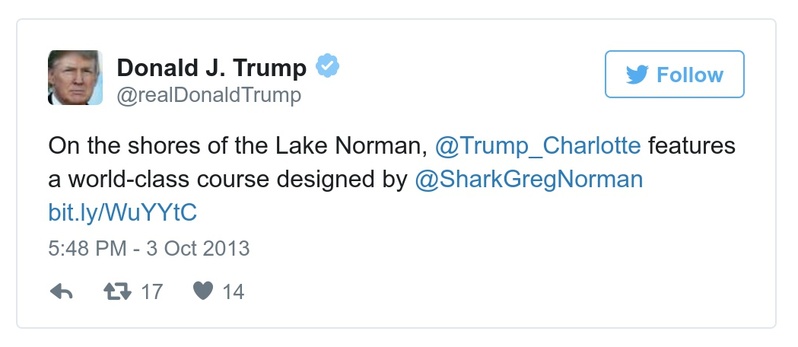 Donald J. Trump
@realDonaldTrump
Follow
On the shores of the Lake Norman, @Trump_Charlotte features
a world-class course designed by @SharkGregNorman
bit.ly/WuYYtC
5:48 PM - 3 Oct 2013
17 14